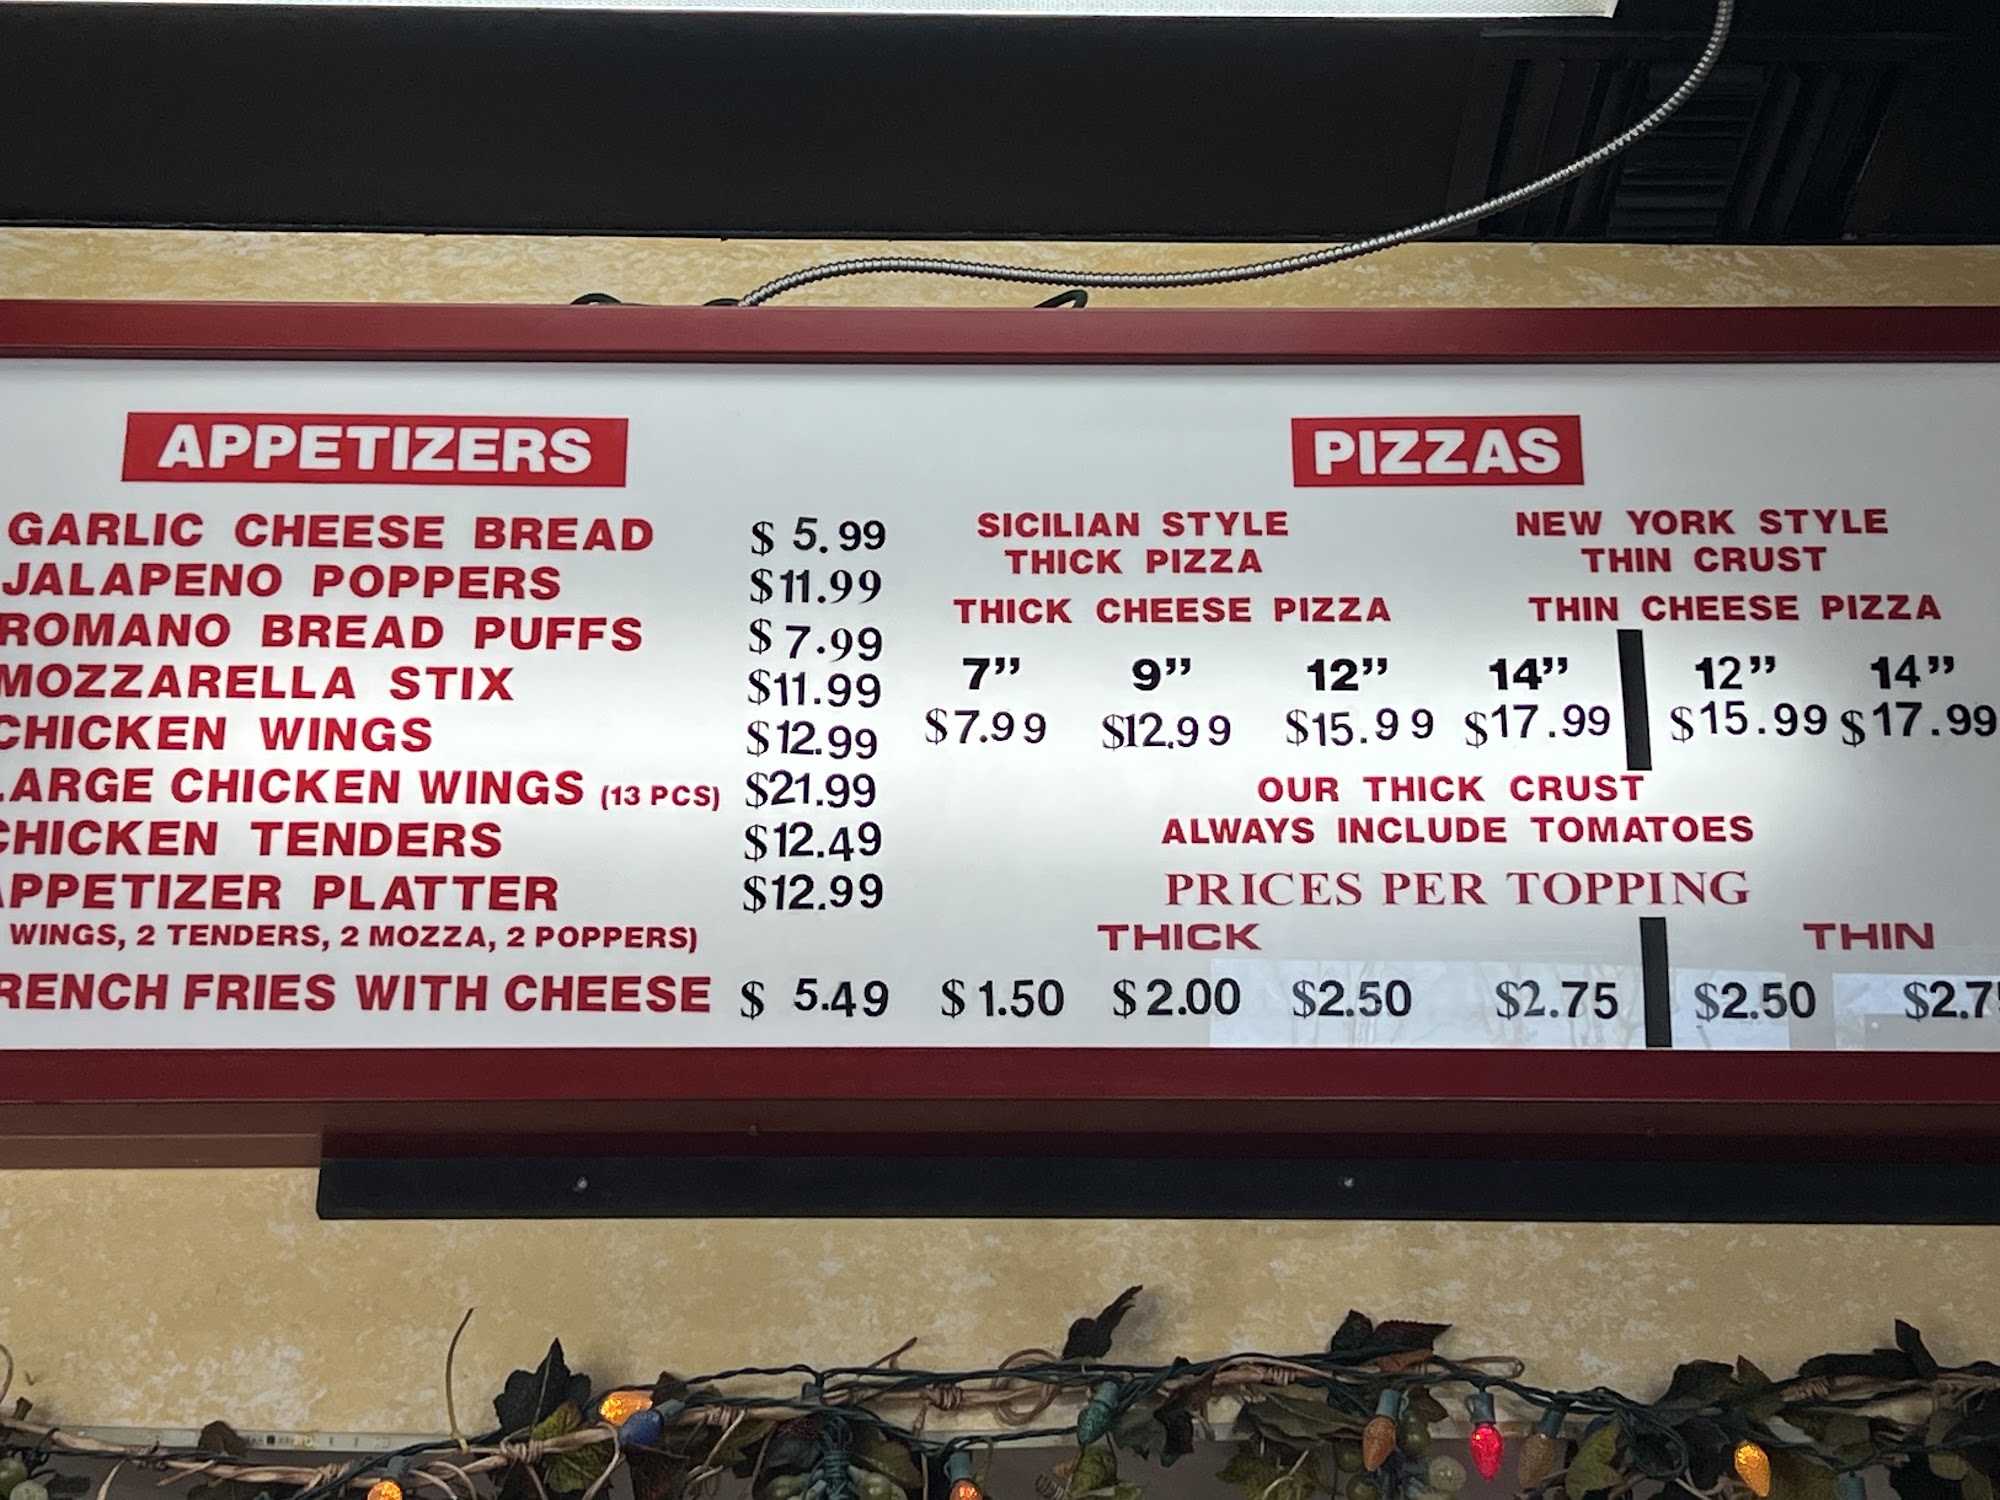 APPETIZERS
GARLIC CHEESE BREAD $ 5.99
JALAPENO POPPERS $11.99
ROMANO BREAD PUFFS $ 7.99
MOZZARELLA STIX $11.99
CHICKEN WINGS $12.99
LARGE CHICKEN WINGS (13 PCS) $21.99
CHICKEN TENDERS $12.49
APPETIZER PLATTER $12.99
WINGS, 2 TENDERS, 2 MOZZA, 2 POPPERS)
RENCH FRIES WITH CHEESE $ 5.49
PIZZAS
SICILIAN STYLE
THICK PIZZA
THICK CHEESE PIZZA
7” 9” 12” 14”
$7.99 $12.99 $15.99 $17.99
NEW YORK STYLE
THIN CRUST
THIN CHEESE PIZZA
12” 14”
$15.99 $17.99
OUR THICK CRUST
ALWAYS INCLUDE TOMATOES
PRICES PER TOPPING
THICK THIN
$1.50 $2.00 $2.50 $2.75 $2.50 $2.7